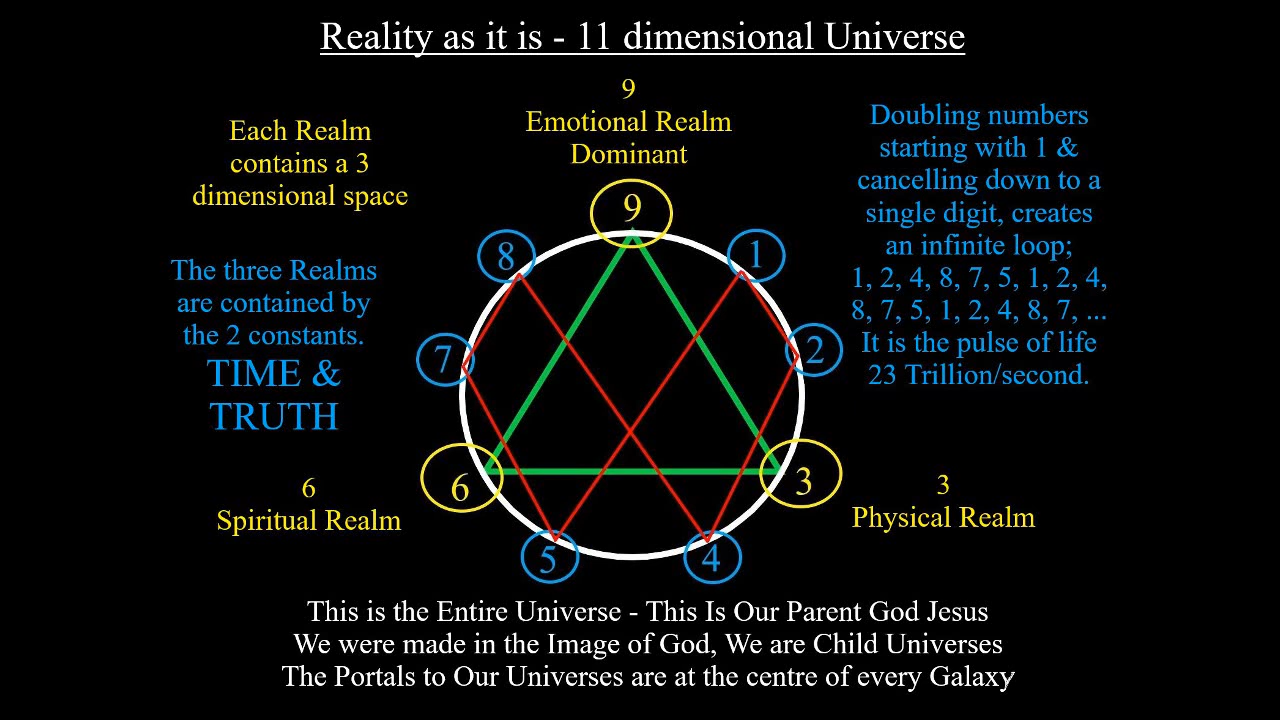 Reality as it is - 11 dimensional Universe
9
Emotional Realm
Dominant
Each Realm
contains a 3
dimensional space
The three Realms
are contained by
the 2 constants.
TIME &
TRUTH
Doubling numbers
starting with 1 &
cancelling down to a
single digit, creates
an infinite loop;
1, 2, 4, 8, 7, 5, 1, 2, 4,
8, 7, 5, 1, 2, 4, 8, 7, ...
It is the pulse of life
23 Trillion/second.
9
8
1
7
2
6
3
5
4
6
Spiritual Realm
3
Physical Realm
This is the Entire Universe - This Is Our Parent God Jesus
We were made in the Image of God, We are Child Universes
The Portals to Our Universes are at the centre of every Galaxy